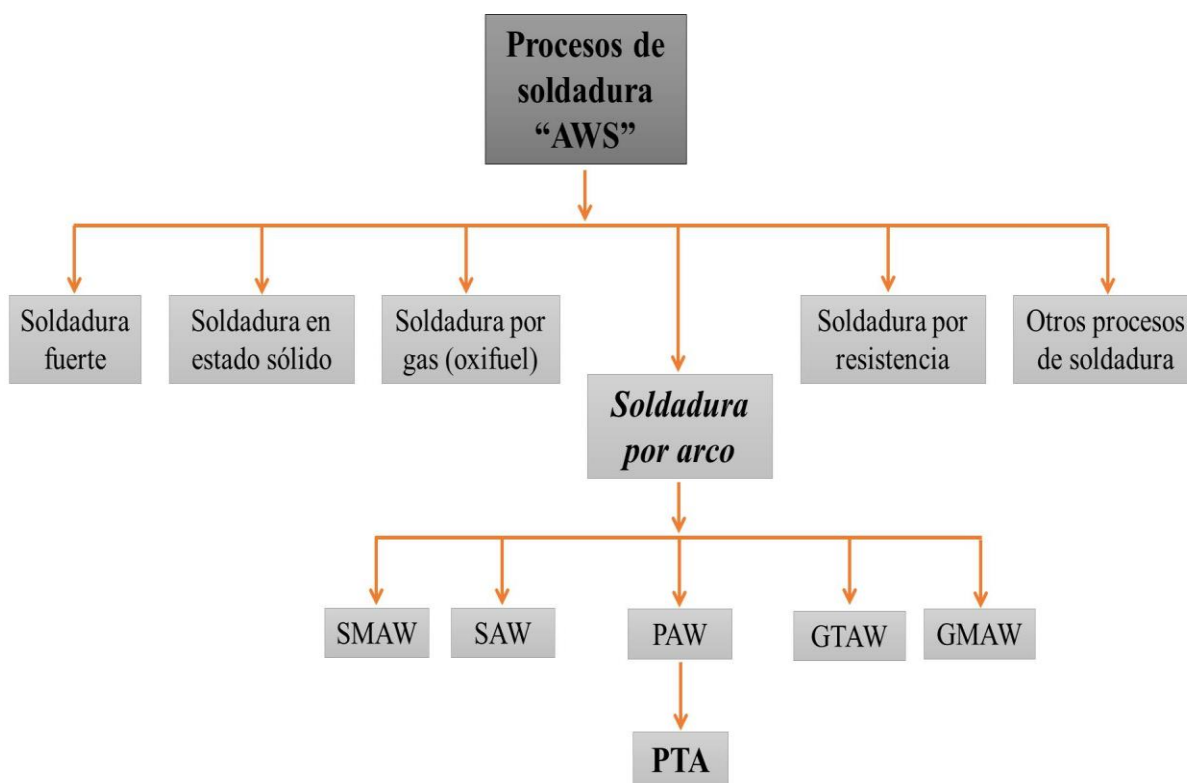 Procesos de
soldadura
“AWS”
Soldadura
fuerte
Soldadura en
estado sólido
Soldadura por
gas (oxifuel)
Soldadura por
resistencia
Otros procesos
de soldadura
Soldadura
por arco
SMAW
SAW
PAW
GTAW
GMAW
PTA